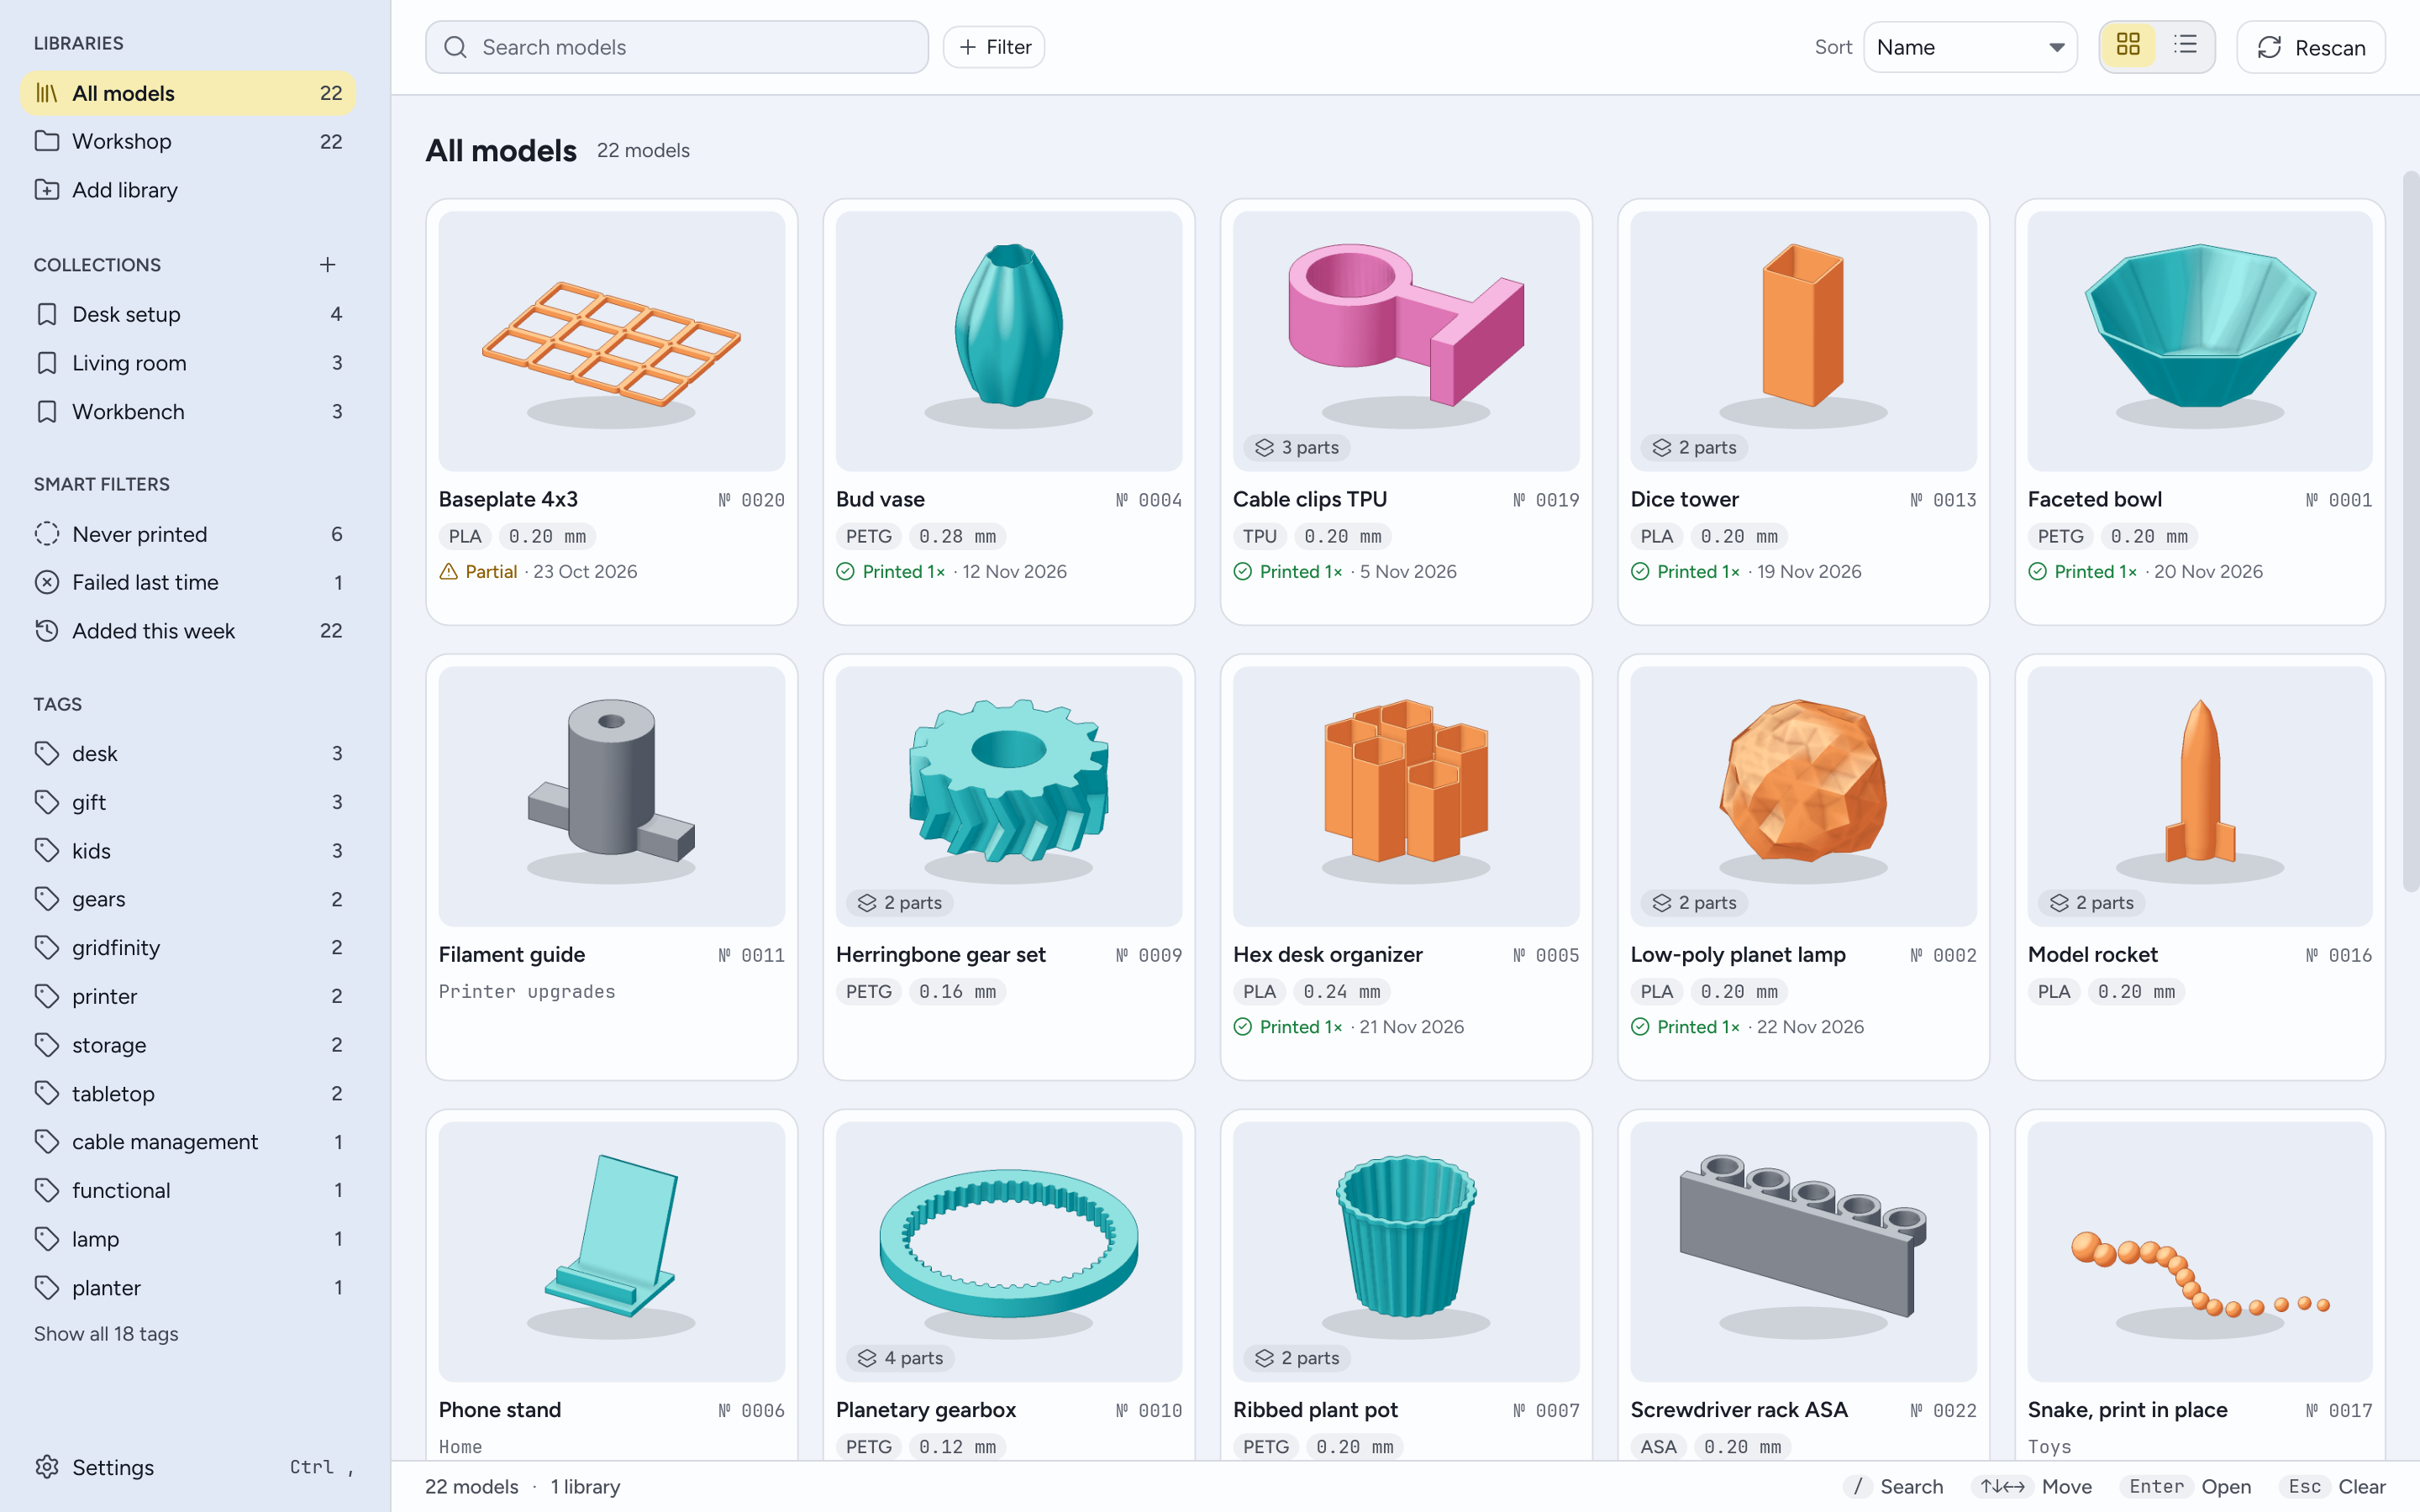 LIBRARIES
All models 22
Workshop 22
Add library
COLLECTIONS
Desk setup 4
Living room 3
Workbench 3
SMART FILTERS
Never printed 6
Failed last time 1
Added this week 22
TAGS
desk 3
gift 3
kids 3
gears 2
gridfinity 2
printer 2
storage 2
tabletop 2
cable management 1
functional 1
lamp 1
planter 1
Show all 18 tags
Settings Ctrl ,
Search models
Filter
Sort Name
Rescan
All models 22 models
Baseplate 4x3 № 0020
PLA 0.20 mm
Partial · 23 Oct 2026
Bud vase № 0004
PETG 0.28 mm
Printed 1× · 12 Nov 2026
3 parts
Cable clips TPU № 0019
TPU 0.20 mm
Printed 1× · 5 Nov 2026
2 parts
Dice tower № 0013
PLA 0.20 mm
Printed 1× · 19 Nov 2026
Faceted bowl № 0001
PETG 0.20 mm
Printed 1× · 20 Nov 2026
Filament guide № 0011
Printer upgrades
2 parts
Herringbone gear set № 0009
PETG 0.16 mm
Hex desk organizer № 0005
PLA 0.24 mm
Printed 1× · 21 Nov 2026
2 parts
Low-poly planet lamp № 0002
PLA 0.20 mm
Printed 1× · 22 Nov 2026
2 parts
Model rocket № 0016
PLA 0.20 mm
Phone stand № 0006
Home
4 parts
Planetary gearbox № 0010
PETG 0.12 mm
2 parts
Ribbed plant pot № 0007
PETG 0.20 mm
Screwdriver rack ASA № 0022
ASA 0.20 mm
Snake, print in place № 0017
Toys
22 models · 1 library
/ Search ↑↓←→ Move Enter Open Esc Clear